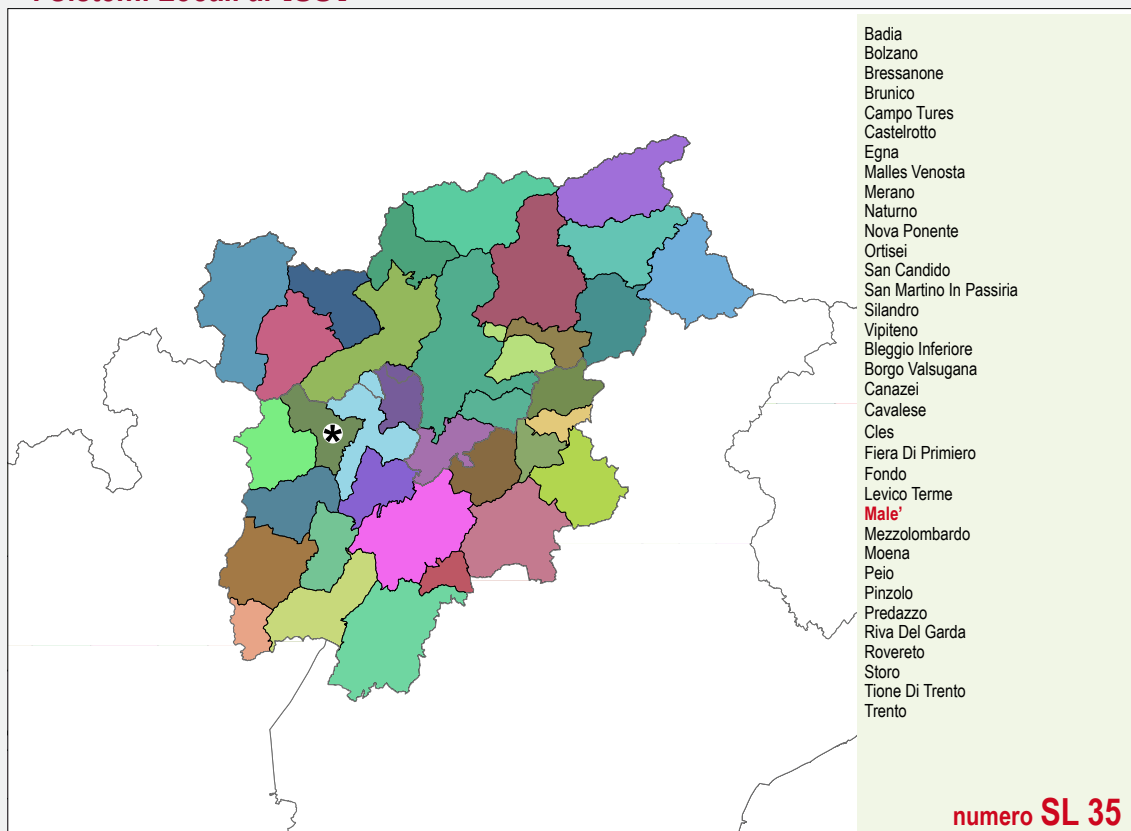 Badia
Bolzano
Bressanone
Brunico
Campo Tures
Castelrotto
Egna
Malles Venosta
Merano
Naturno
Nova Ponente
Ortisei
San Candido
San Martino In Passiria
Silandro
Vipiteno
Bleggio Inferiore
Borgo Valsugana
Canazei
Cavalese
Cles
Fiera Di Primiero
Fondo
Levico Terme
Male'
Mezzolombardo
Moena
Peio
Pinzolo
Predazzo
Riva Del Garda
Rovereto
Storo
Tione Di Trento
Trento
numero SL 35